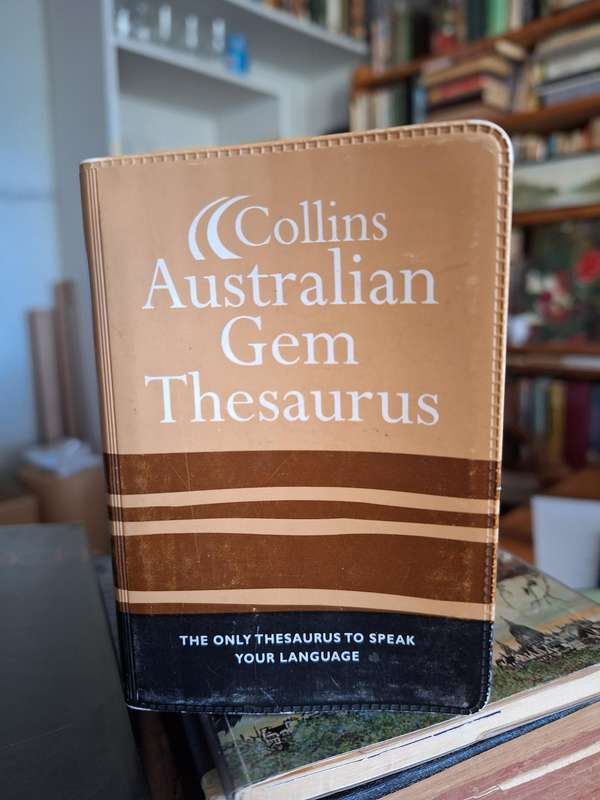 Collins
Australian
Gem
Thesaurus
THE ONLY THESAURUS TO SPEAK
YOUR LANGUAGE